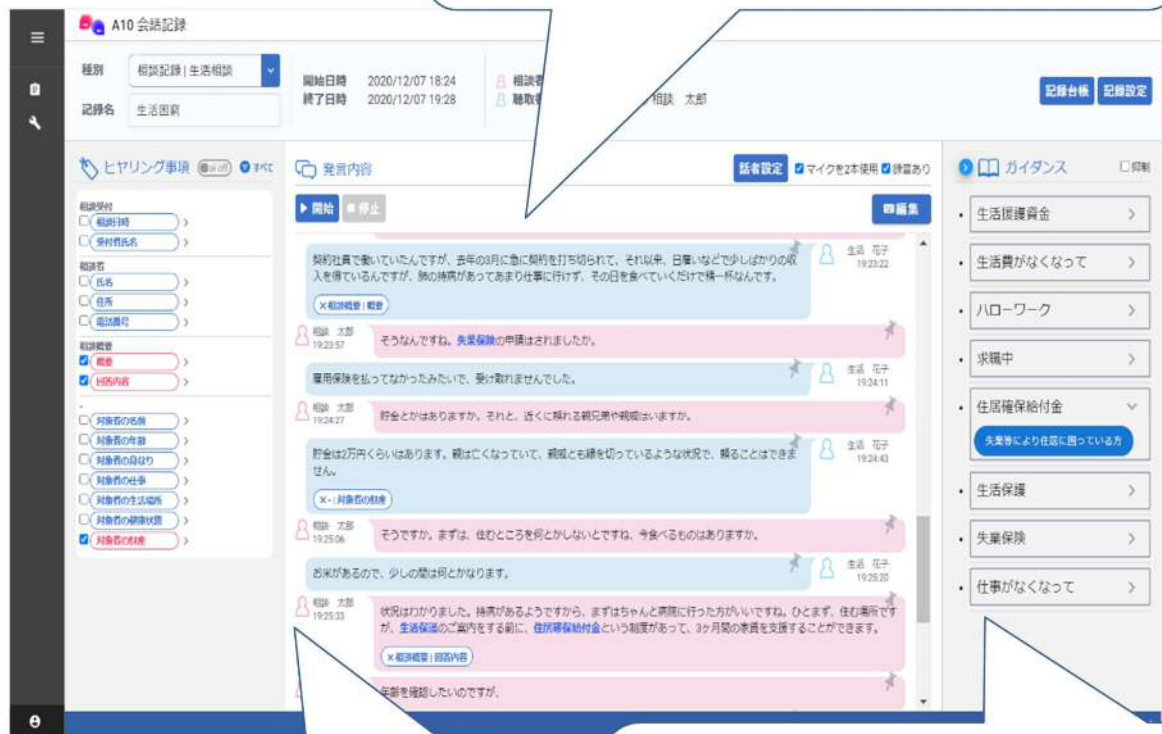 A10 会話記録
種別
相談記録 | 生活相談
記録名
生活困窮
開始日時 2020/12/07 18:24
終了日時 2020/12/07 19:28
相談者
聴取者
相談 太郎
記録台帳
記録設定
ヒヤリング事項
すべて
相談受付
相談日時
受付者氏名
相談者
氏名
住所
電話番号
相談概要
概要
回答内容
-
対象者の名前
対象者の年齢
対象者の身なり
対象者の仕事
対象者の生活場所
対象者の健康状態
対象者の財産
発言内容
話者設定
マイクを2本使用
録音あり
開始
停止
編集
契約社員で働いていたんですが、去年の3月に急に契約を打ち切られて、それ以来、日雇いなどで少しばかりの収
入を得ているんですが、肺の持病があってあまり仕事に行けず、その日を食べていくだけで精一杯なんです。
×相談概要 | 概要
生活 花子
19:23:22
相談 太郎
19:23:57
そうなんですね。失業保険の申請はされましたか。
雇用保険を払ってなかったみたいで、受け取れませんでした。
生活 花子
19:24:11
相談 太郎
19:24:27
貯金とかはありますか。それと、近くに頼れる親兄弟や親戚はいますか。
貯金は2万円くらいはあります。親は亡くなっていて、親戚とも縁を切っているような状況で、頼ることはできま
せん。
×- | 対象者の財産
生活 花子
19:24:43
相談 太郎
19:25:06
そうですか。まずは、住むところを何とかしないとですね、今食べるものはありますか。
お米があるので、少しの間は何とかなります。
生活 花子
19:25:20
相談 太郎
19:25:33
状況はわかりました。持病があるようですから、まずはちゃんと病院に行った方がいいですね。ひとまず、住む場所です
が、生活保護のご案内をする前に、住居確保給付金という制度があって、3ヶ月間の家賃を支援することができます。
×相談概要 | 回答内容
年齢を確認したいのですが、
ガイダンス
抑制
生活援護資金
生活費がなくなって
ハローワーク
求職中
住居確保給付金
失業等により住居に困っている方
生活保護
失業保険
仕事がなくなって